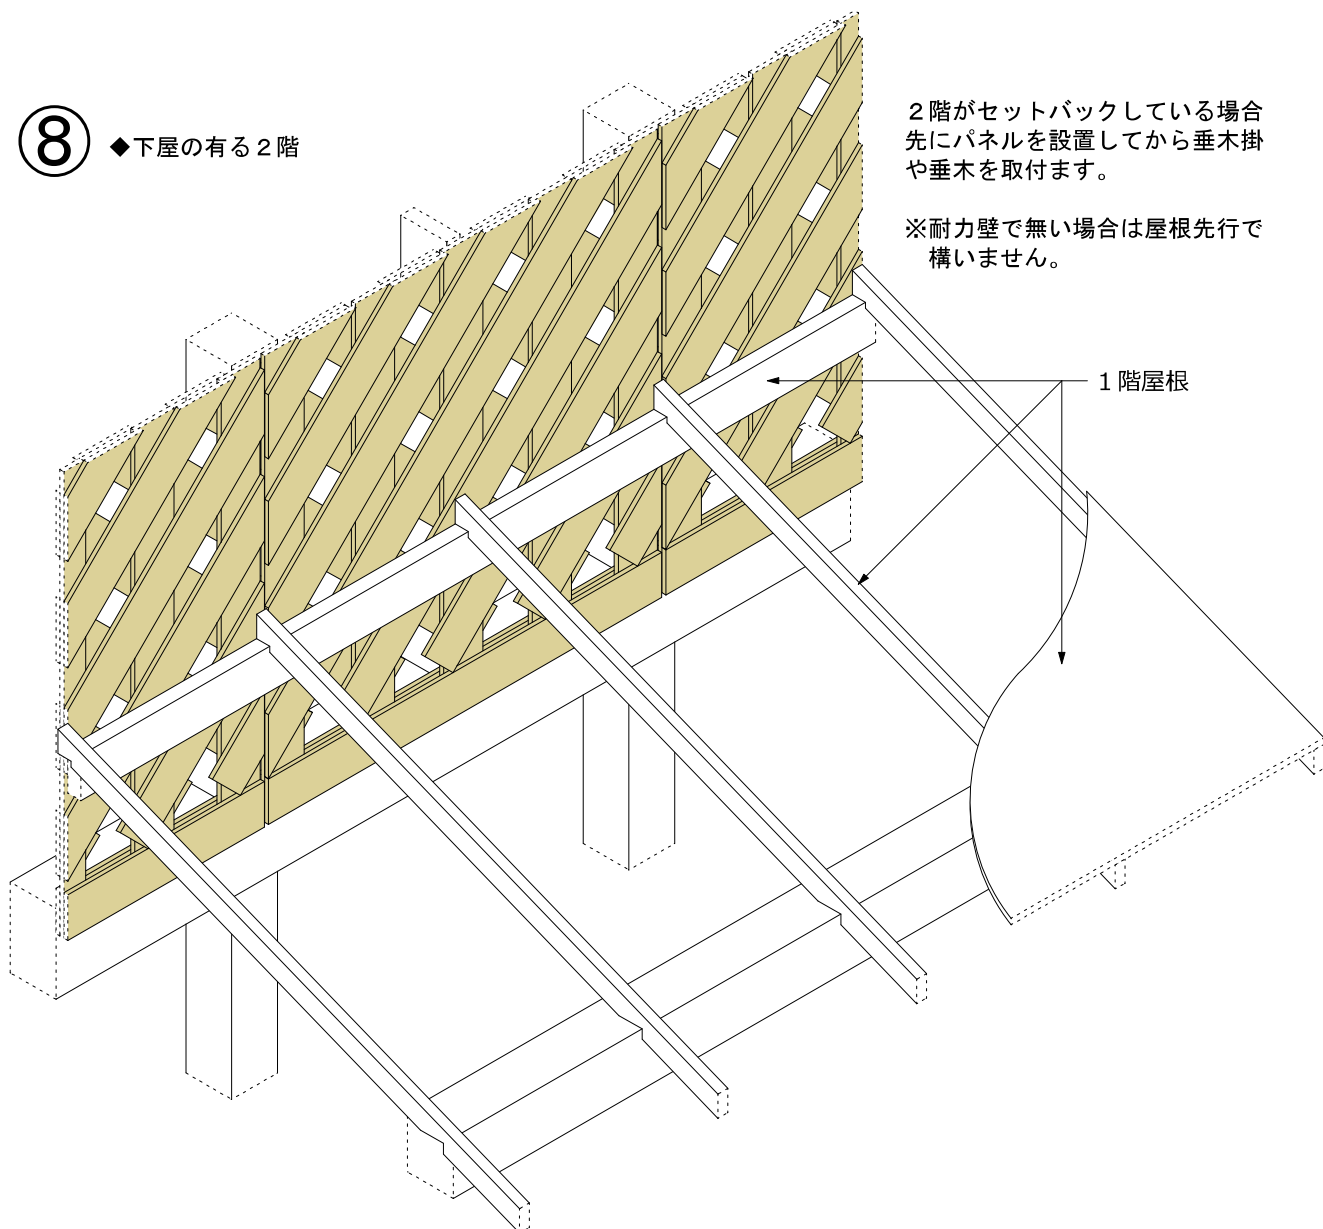 ⑧ ◆下屋の有る２階
２階がセットバックしている場合
先にパネルを設置してから垂木掛
や垂木を取付ます。
※耐力壁で無い場合は屋根先行で
構いません。
１階屋根